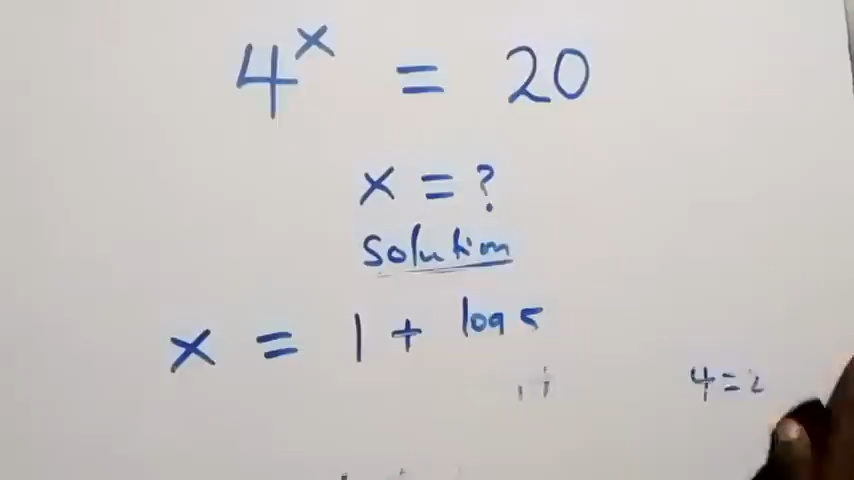 4^x = 20
x = ?
Solution
x = 1 + log 5
4 = 2